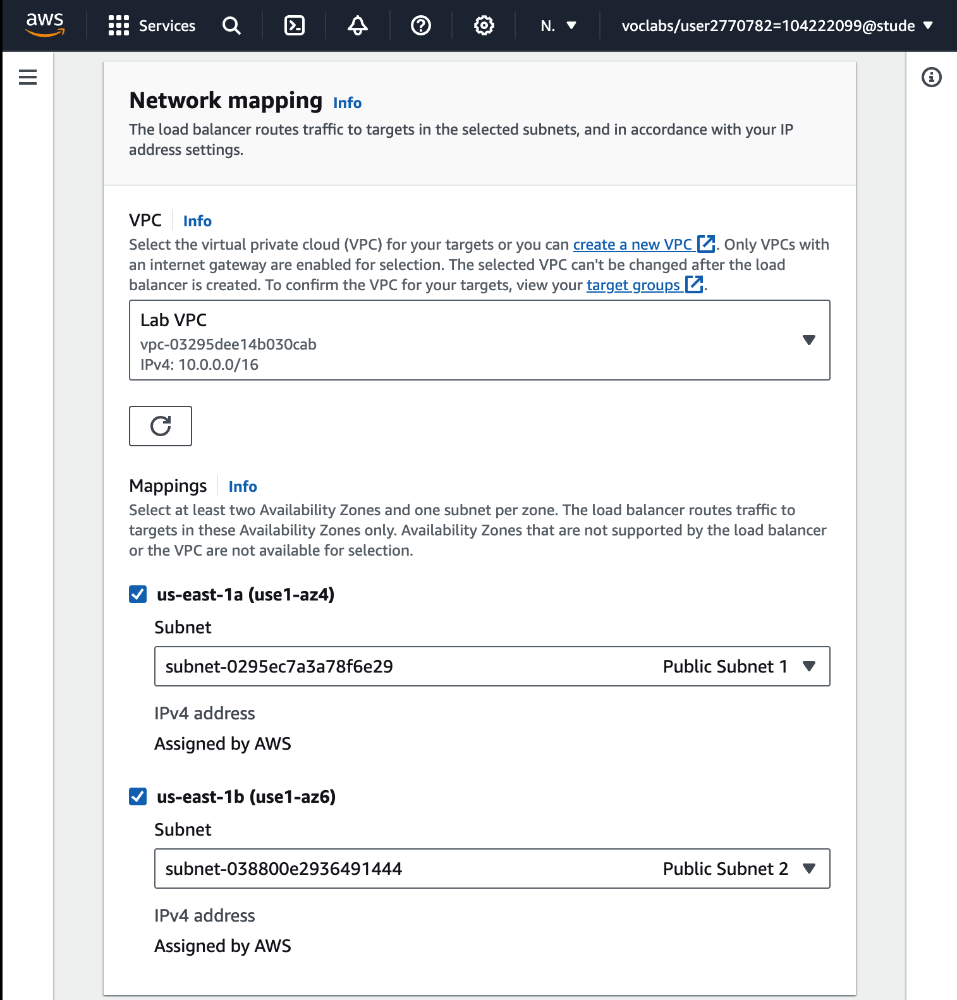 aws Services N. voclabs/user2770782=104222099@stude
Network mapping Info
The load balancer routes traffic to targets in the selected subnets, and in accordance with your IP
address settings.
VPC Info
Select the virtual private cloud (VPC) for your targets or you can create a new VPC. Only VPCs with
an internet gateway are enabled for selection. The selected VPC can't be changed after the load
balancer is created. To confirm the VPC for your targets, view your target groups.
Lab VPC
vpc-03295dee14b030cab
IPv4: 10.0.0.0/16
Mappings Info
Select at least two Availability Zones and one subnet per zone. The load balancer routes traffic to
targets in these Availability Zones only. Availability Zones that are not supported by the load balancer
or the VPC are not available for selection.
us-east-1a (use1-az4)
Subnet
subnet-0295ec7a3a78f6e29 Public Subnet 1
IPv4 address
Assigned by AWS
us-east-1b (use1-az6)
Subnet
subnet-038800e2936491444 Public Subnet 2
IPv4 address
Assigned by AWS